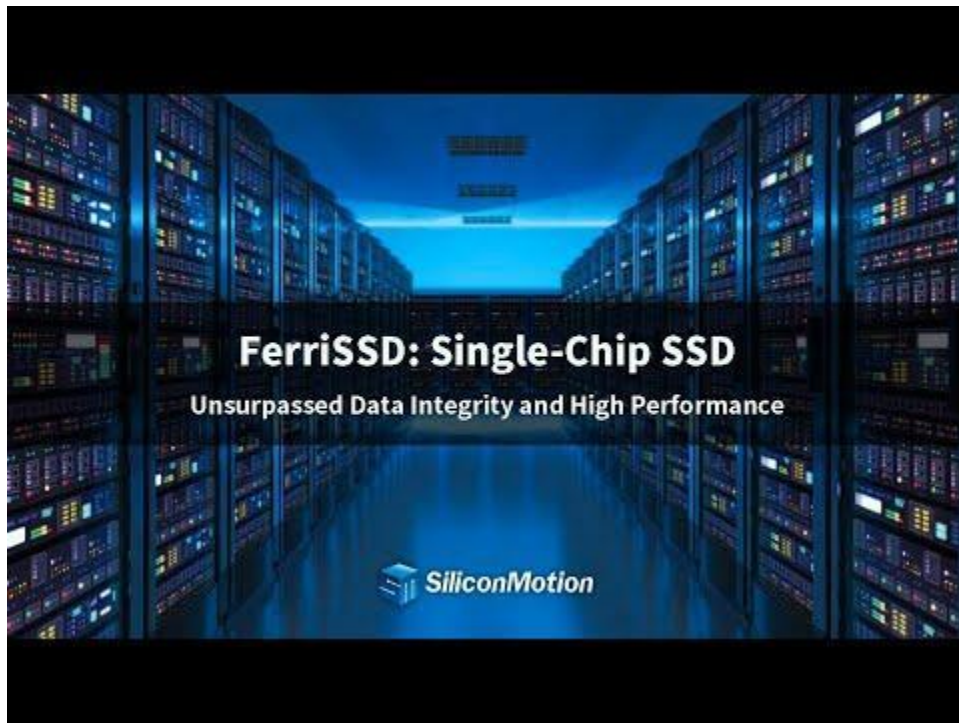 FerriSSD: Single-Chip SSD
Unsurpassed Data Integrity and High Performance
SiliconMotion